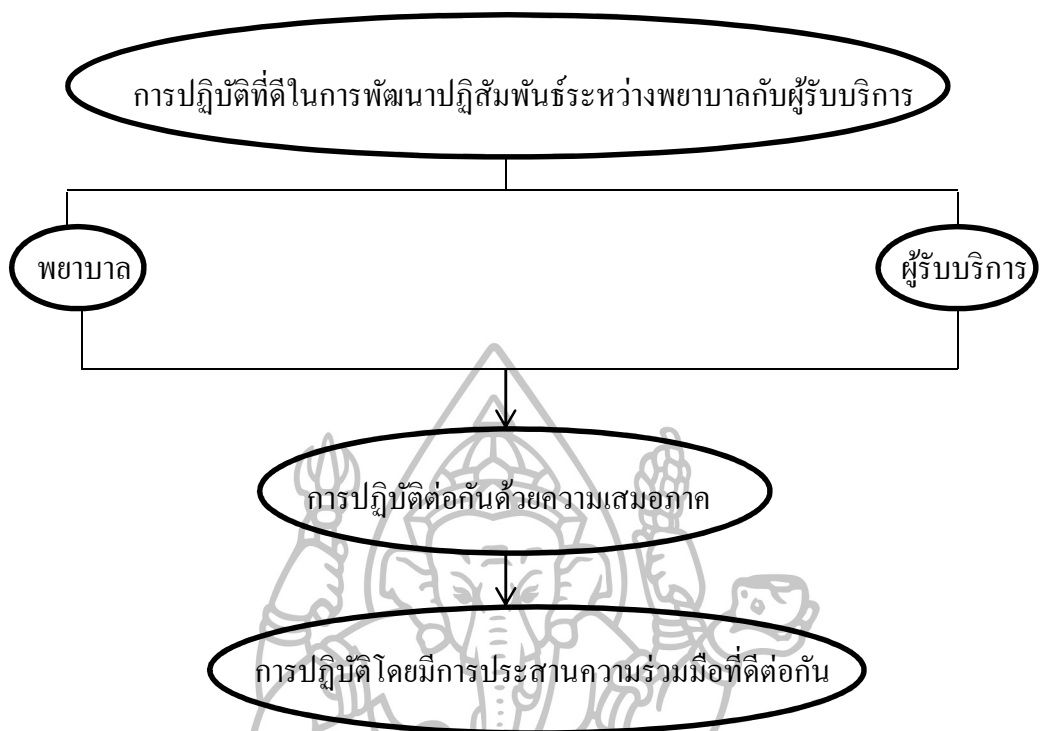 การปฏิบัติที่ดีในการพัฒนาปฏิสัมพันธ์ระหว่างพยาบาลกับผู้รับบริการ
พยาบาล
ผู้รับบริการ
การปฏิบัติต่อกันด้วยความเสมอภาค
การปฏิบัติโดยมีการประสานความร่วมมือที่ดีต่อกัน